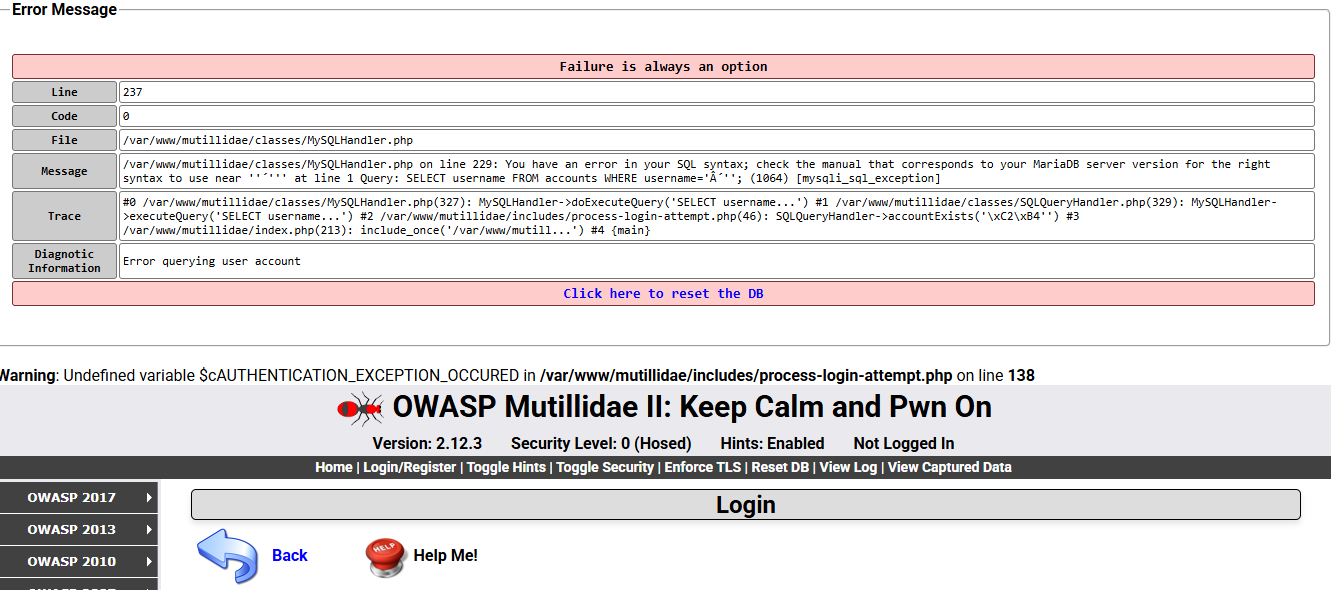 Error Message
Failure is always an option
Line 237
Code 0
File /var/www/mutillidae/classes/MySQLHandler.php
Message /var/www/mutillidae/classes/MySQLHandler.php on line 229: You have an error in your SQL syntax; check the manual that corresponds to your MariaDB server version for the right
syntax to use near ''´''' at line 1 Query: SELECT username FROM accounts WHERE username='Â´''; (1064) [mysqli_sql_exception]
Trace #0 /var/www/mutillidae/classes/MySQLHandler.php(327): MySQLHandler->doExecuteQuery('SELECT username...') #1 /var/www/mutillidae/classes/SQLQueryHandler.php(329): MySQLHandler-
>executeQuery('SELECT username...') #2 /var/www/mutillidae/includes/process-login-attempt.php(46): SQLQueryHandler->accountExists('\xC2\xB4'') #3
/var/www/mutillidae/index.php(213): include_once('/var/www/mutill...') #4 {main}
Diagnotic
Information Error querying user account
Click here to reset the DB
Warning: Undefined variable $cAUTHENTICATION_EXCEPTION_OCCURED in /var/www/mutillidae/includes/process-login-attempt.php on line 138
OWASP Mutillidae II: Keep Calm and Pwn On
Version: 2.12.3 Security Level: 0 (Hosed) Hints: Enabled Not Logged In
Home | Login/Register | Toggle Hints | Toggle Security | Enforce TLS | Reset DB | View Log | View Captured Data
OWASP 2017
OWASP 2013
OWASP 2010
Login
Back
HELP
Help Me!